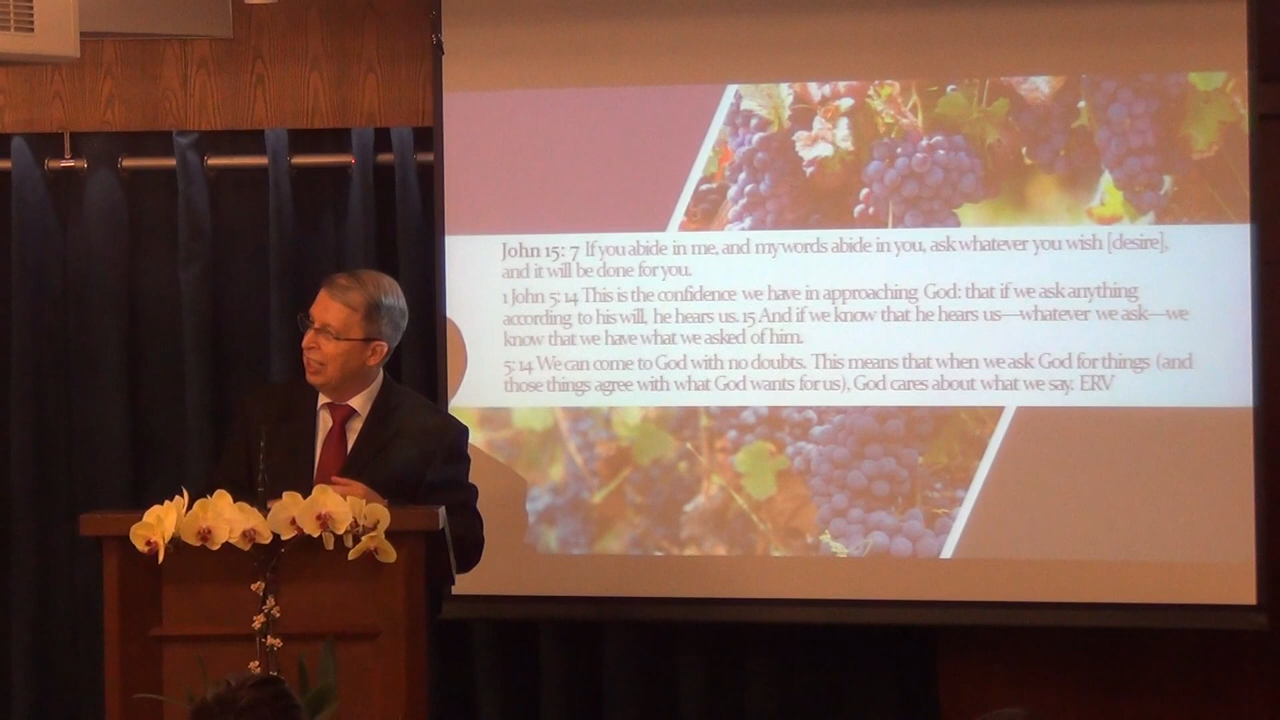 John 15: 7 If you abide in me, and my words abide in you, ask whatever you wish [desire],
and it will be done for you.
1 John 5: 14 This is the confidence we have in approaching God: that if we ask anything
according to his will, he hears us. 15 And if we know that he hears us—whatever we ask—we
know that we have what we asked of him.
5: 14 We can come to God with no doubts. This means that when we ask God for things (and
those things agree with what God wants for us), God cares about what we say. ERV